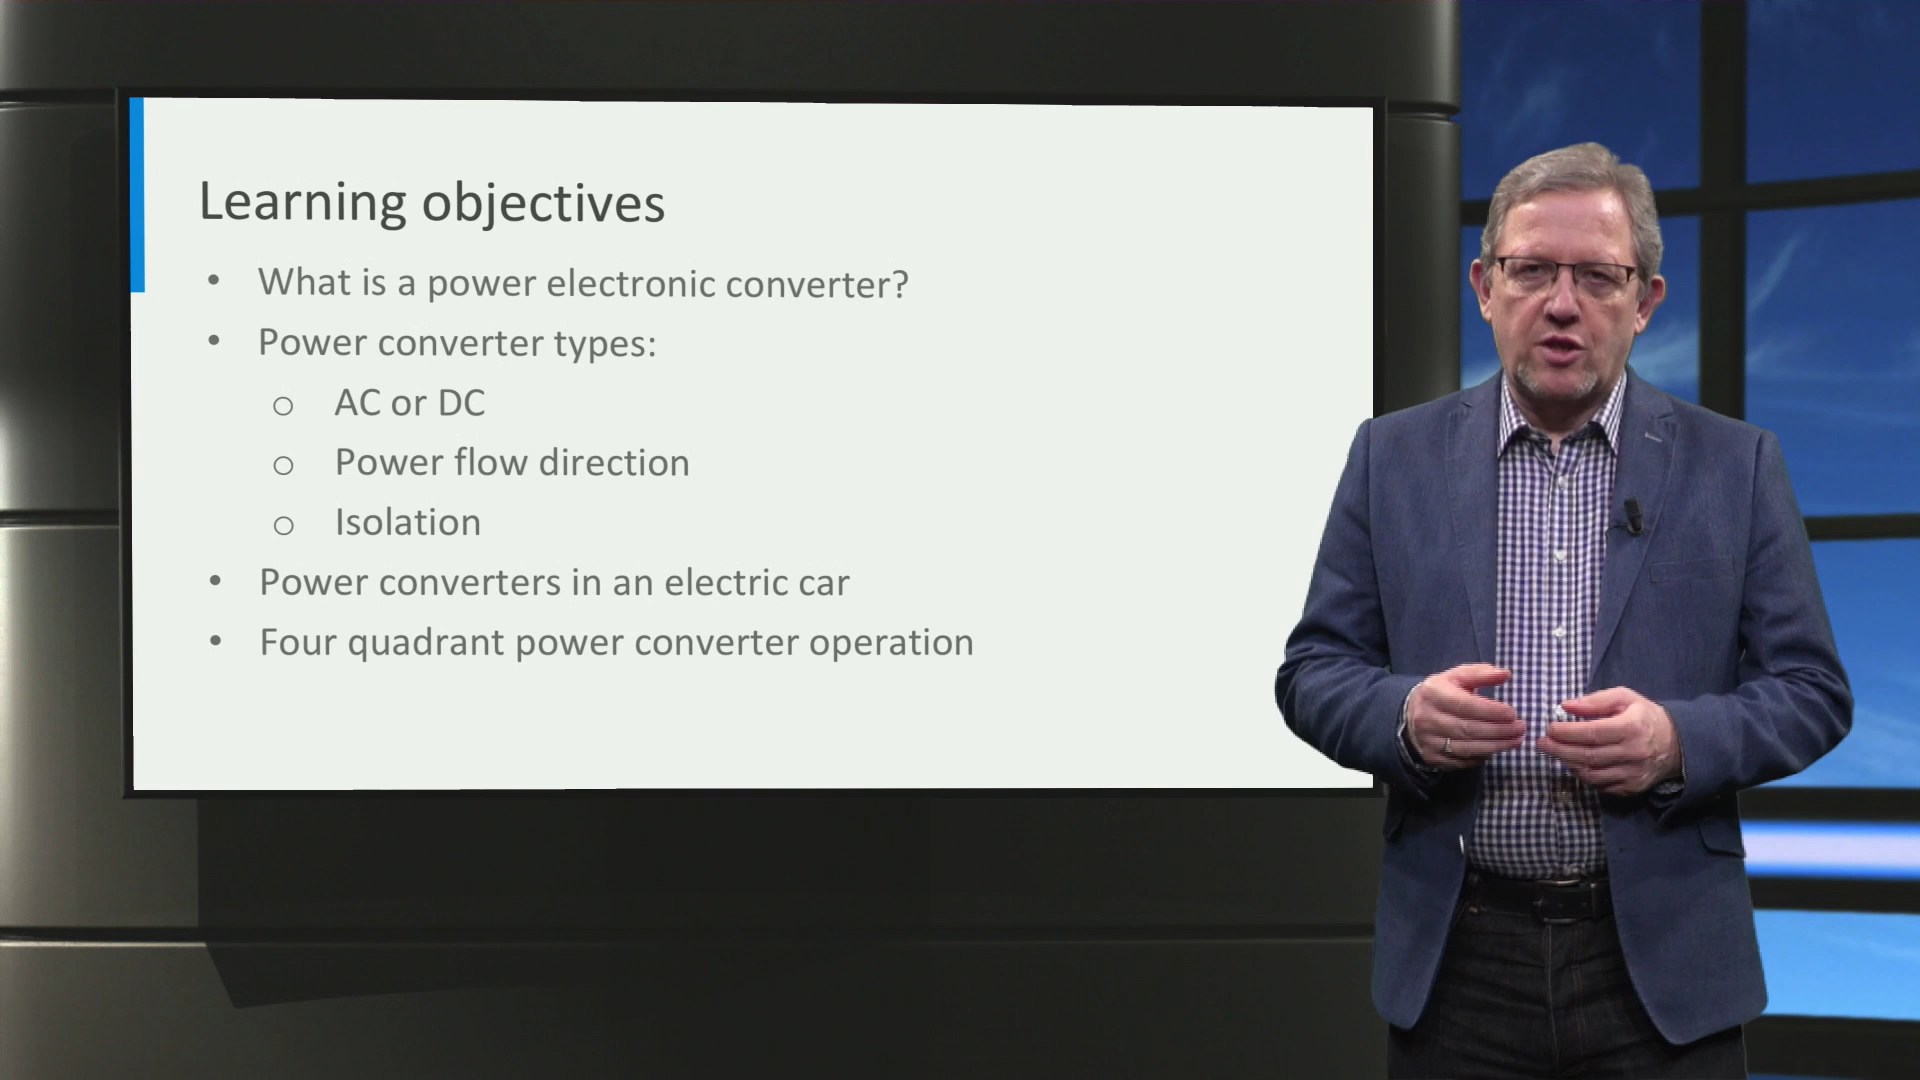 Learning objectives
• What is a power electronic converter?
• Power converter types:
o AC or DC
o Power flow direction
o Isolation
• Power converters in an electric car
• Four quadrant power converter operation